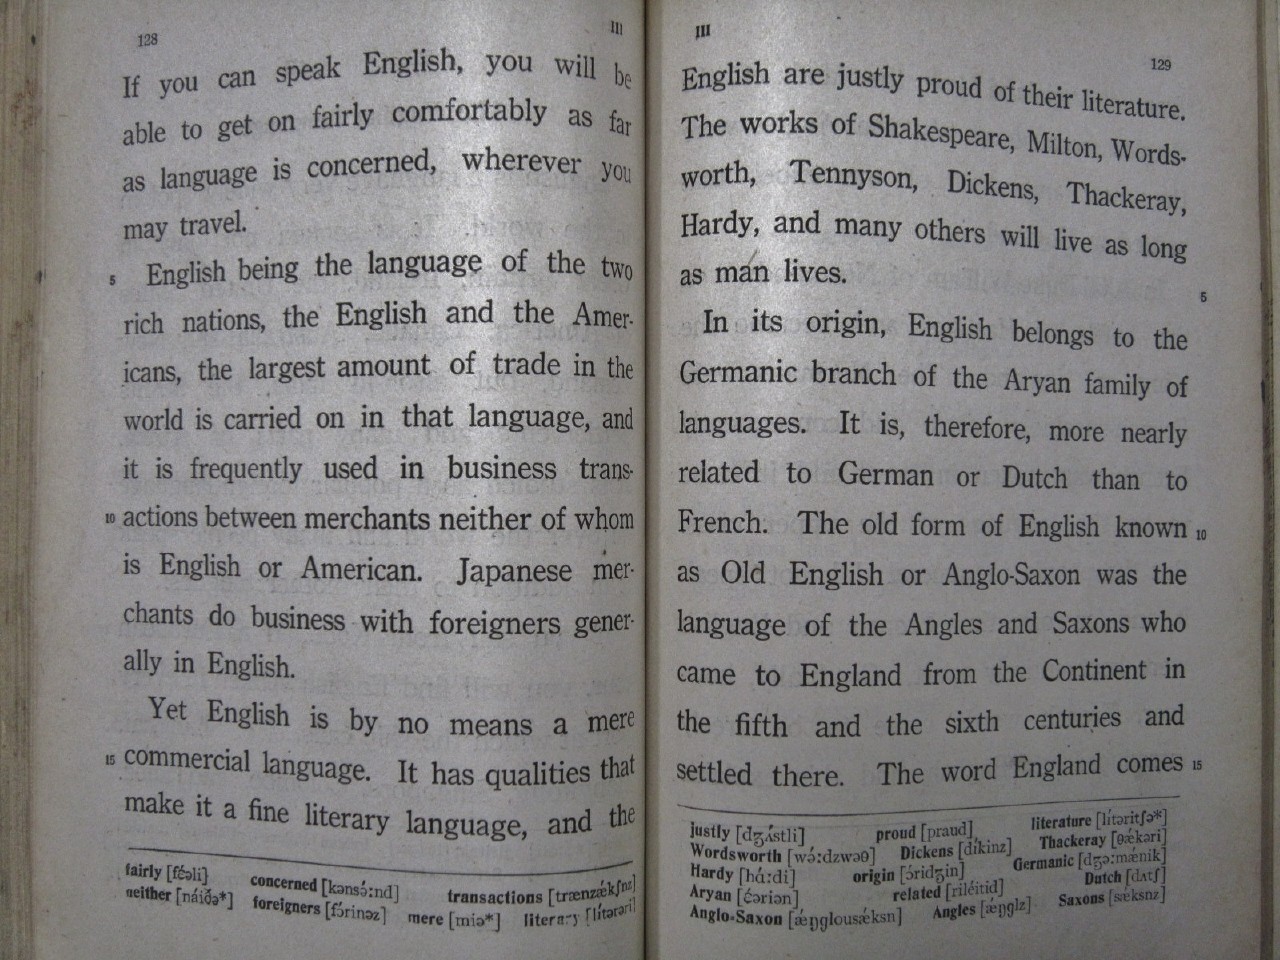 128
III
If you can speak English, you will be
able to get on fairly comfortably as far
as language is concerned, wherever you
may travel.
5 English being the language of the two
rich nations, the English and the Amer-
icans, the largest amount of trade in the
world is carried on in that language, and
it is frequently used in business trans-
10 actions between merchants neither of whom
is English or American. Japanese mer-
chants do business with foreigners gener-
ally in English.
Yet English is by no means a mere
15 commercial language. It has qualities that
make it a fine literary language, and the
fairly [fɛ́əli] concerned [kənsə́ːnd] transactions [trænzǽkʃnz]
neither [náiðə*] foreigners [fɔ́rinəz] mere [miə*] literary [lítərəri]
III
129
English are justly proud of their literature.
The works of Shakespeare, Milton, Words-
worth, Tennyson, Dickens, Thackeray,
Hardy, and many others will live as long
as man lives. 5
In its origin, English belongs to the
Germanic branch of the Aryan family of
languages. It is, therefore, more nearly
related to German or Dutch than to
French. The old form of English known 10
as Old English or Anglo-Saxon was the
language of the Angles and Saxons who
came to England from the Continent in
the fifth and the sixth centuries and
settled there. The word England comes 15
justly [dʒʌ́stli] proud [praud] literature [lítəritʃə*]
Wordsworth [wə́ːdzwəθ] Dickens [díkinz] Thackeray [θǽkəri]
Hardy [háːdi] origin [ɔ́ridʒin] Germanic [dʒəːmǽnik]
Aryan [ɛ́əriən] related [riléitid] Dutch [dʌtʃ]
Anglo-Saxon [ǽŋglousǽksn] Angles [ǽŋglz] Saxons [sǽksnz]